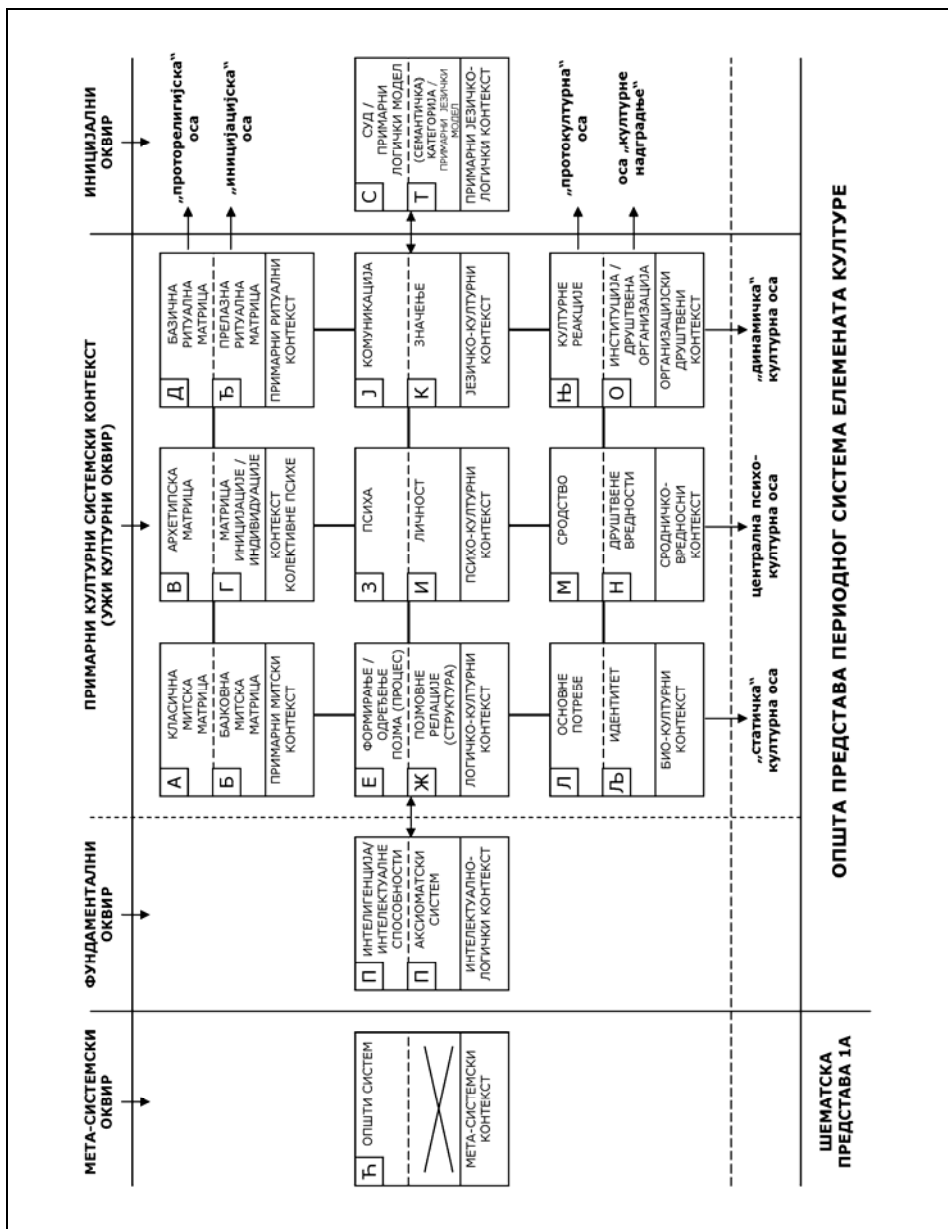 МЕТА-СИСТЕМСКИ
ОКВИР
ФУНДАМЕНТАЛНИ
ОКВИР
ПРИМАРНИ КУЛТУРНИ СИСТЕМСКИ КОНТЕКСТ
(УЖИ КУЛТУРНИ ОКВИР)
ИНИЦИЈАЛНИ
ОКВИР
А
КЛАСИЧНА
МИТСКА
МАТРИЦА
Б
БАЈКОВНА
МИТСКА
МАТРИЦА
ПРИМАРНИ МИТСКИ
КОНТЕКСТ
В
АРХЕТИПСКА
МАТРИЦА
Г
МАТРИЦА
ИНИЦИЈАЦИЈЕ /
ИНДИВИДУАЦИЈЕ
КОНТЕКСТ
КОЛЕКТИВНЕ ПСИХЕ
Д
БАЗИЧНА
РИТУАЛНА
МАТРИЦА
Ђ
ПРЕЛАЗНА
РИТУАЛНА
МАТРИЦА
ПРИМАРНИ РИТУАЛНИ
КОНТЕКСТ
„проторелигијска“
оса
„иницијацијска“
оса
Ћ
ОПШТИ СИСТЕМ
МЕТА-СИСТЕМСКИ
КОНТЕКСТ
П
ИНТЕЛИГЕНЦИЈА/
ИНТЕЛЕКТУАЛНЕ
СПОСОБНОСТИ
П
АКСИОМАТСКИ
СИСТЕМ
ИНТЕЛЕКТУАЛНО-
ЛОГИЧКИ КОНТЕКСТ
Е
ФОРМИРАЊЕ /
ОДРЕЂЕЊЕ
ПОЈМА (ПРОЦЕС)
Ж
ПОЈМОВНЕ
РЕЛАЦИЈЕ
(СТРУКТУРА)
ЛОГИЧКО-КУЛТУРНИ
КОНТЕКСТ
З
ПСИХА
И
ЛИЧНОСТ
ПСИХО-КУЛТУРНИ
КОНТЕКСТ
Ј
КОМУНИКАЦИЈА
К
ЗНАЧЕЊЕ
ЈЕЗИЧКО-КУЛТУРНИ
КОНТЕКСТ
С
СУД /
ПРИМАРНИ
ЛОГИЧКИ МОДЕЛ
Т
(СЕМАНТИЧКА)
КАТЕГОРИЈА /
ПРИМАРНИ ЈЕЗИЧКИ
МОДЕЛ
ПРИМАРНИ ЈЕЗИЧКО-
ЛОГИЧКИ КОНТЕКСТ
Л
ОСНОВНЕ
ПОТРЕБЕ
Љ
ИДЕНТИТЕТ
БИО-КУЛТУРНИ
КОНТЕКСТ
М
СРОДСТВО
Н
ДРУШТВЕНЕ
ВРЕДНОСТИ
СРОДНИЧКО-
ВРЕДНОСНИ
КОНТЕКСТ
Њ
КУЛТУРНЕ
РЕАКЦИЈЕ
О
ИНСТИТУЦИЈА /
ДРУШТВЕНА
ОРГАНИЗАЦИЈА
ОРГАНИЗАЦИЈСКИ
ДРУШТВЕНИ
КОНТЕКСТ
„протокултурна“
оса
оса „културне
надградње“
„статичка“
културна оса
централна психо-
културна оса
„динамичка“
културна оса
ШЕМАТСКА
ПРЕДСТАВА 1А
ОПШТА ПРЕДСТАВА ПЕРИОДНОГ СИСТЕМА ЕЛЕМЕНАТА КУЛТУРЕ